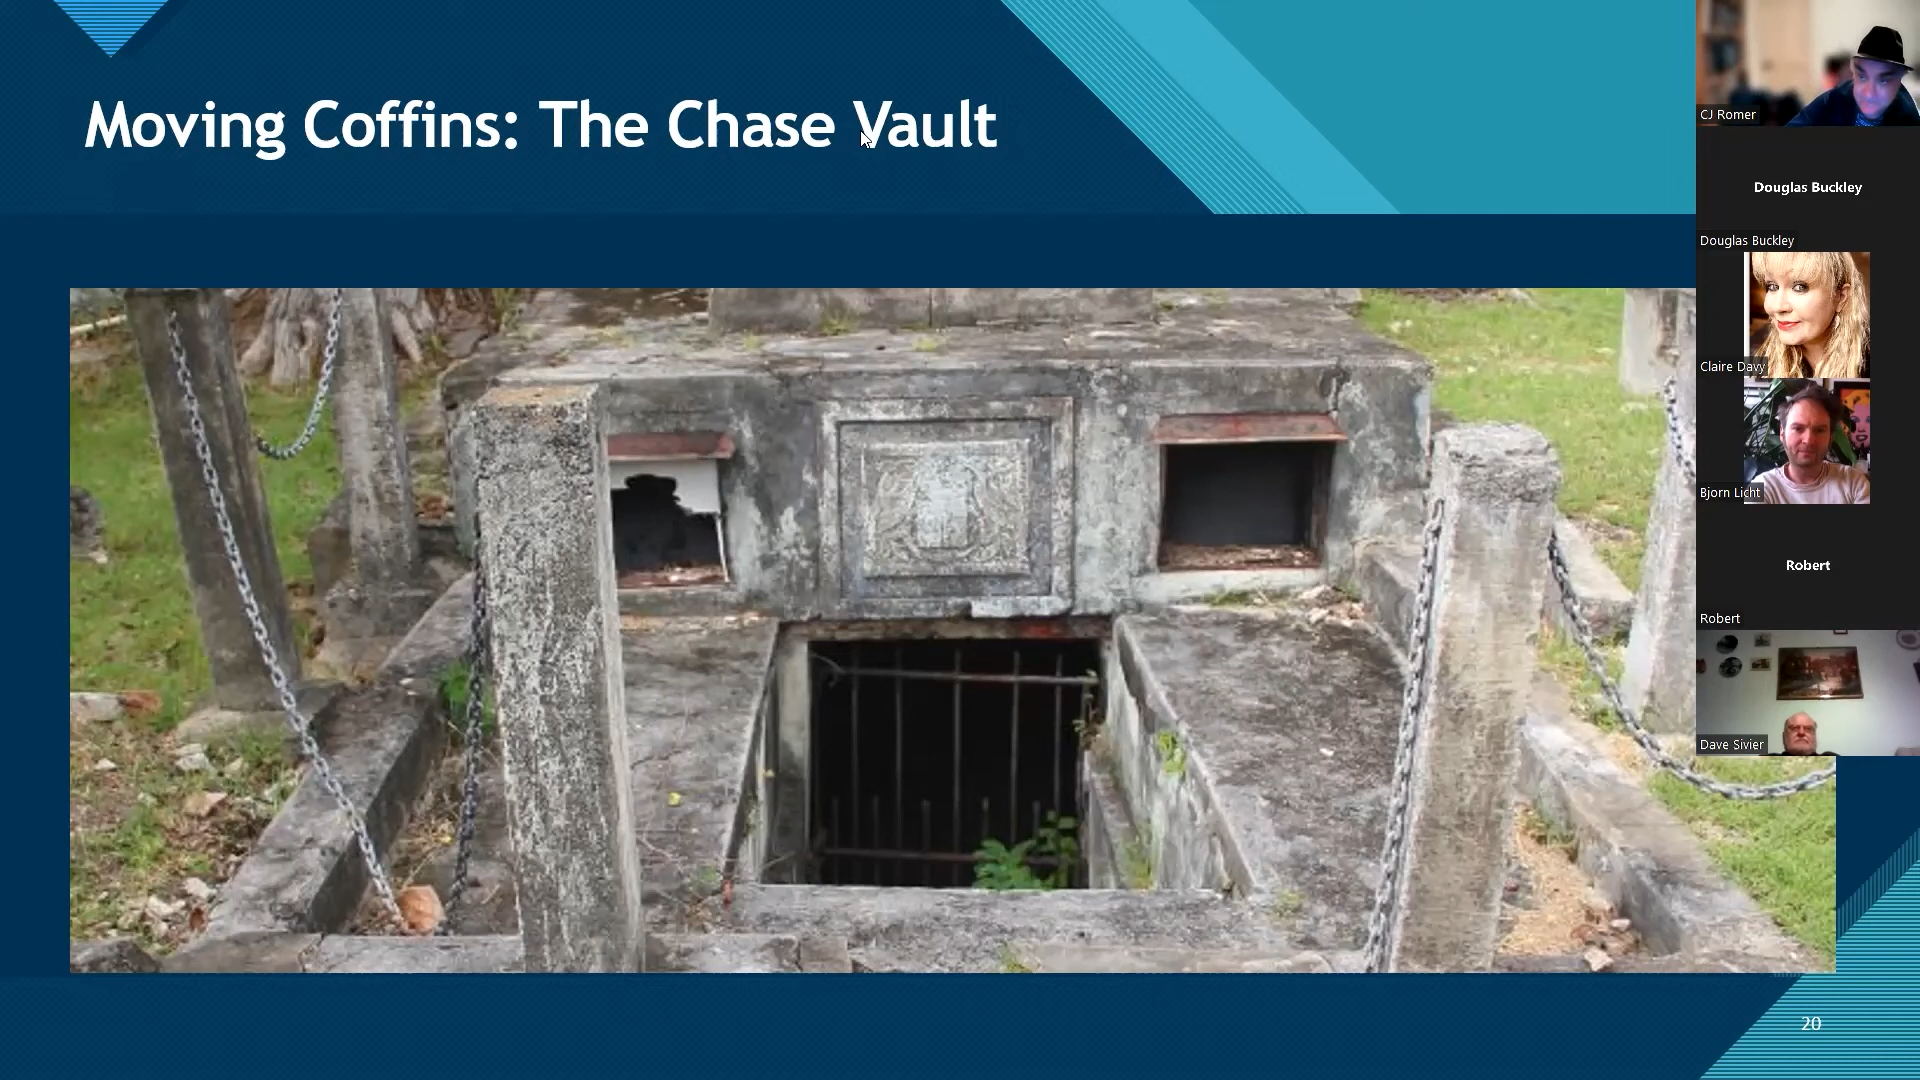 Moving Coffins: The Chase Vault
CJ Romer
Douglas Buckley
Douglas Buckley
Claire Davy
Bjorn Licht
Robert
Robert
Dave Sivier
20